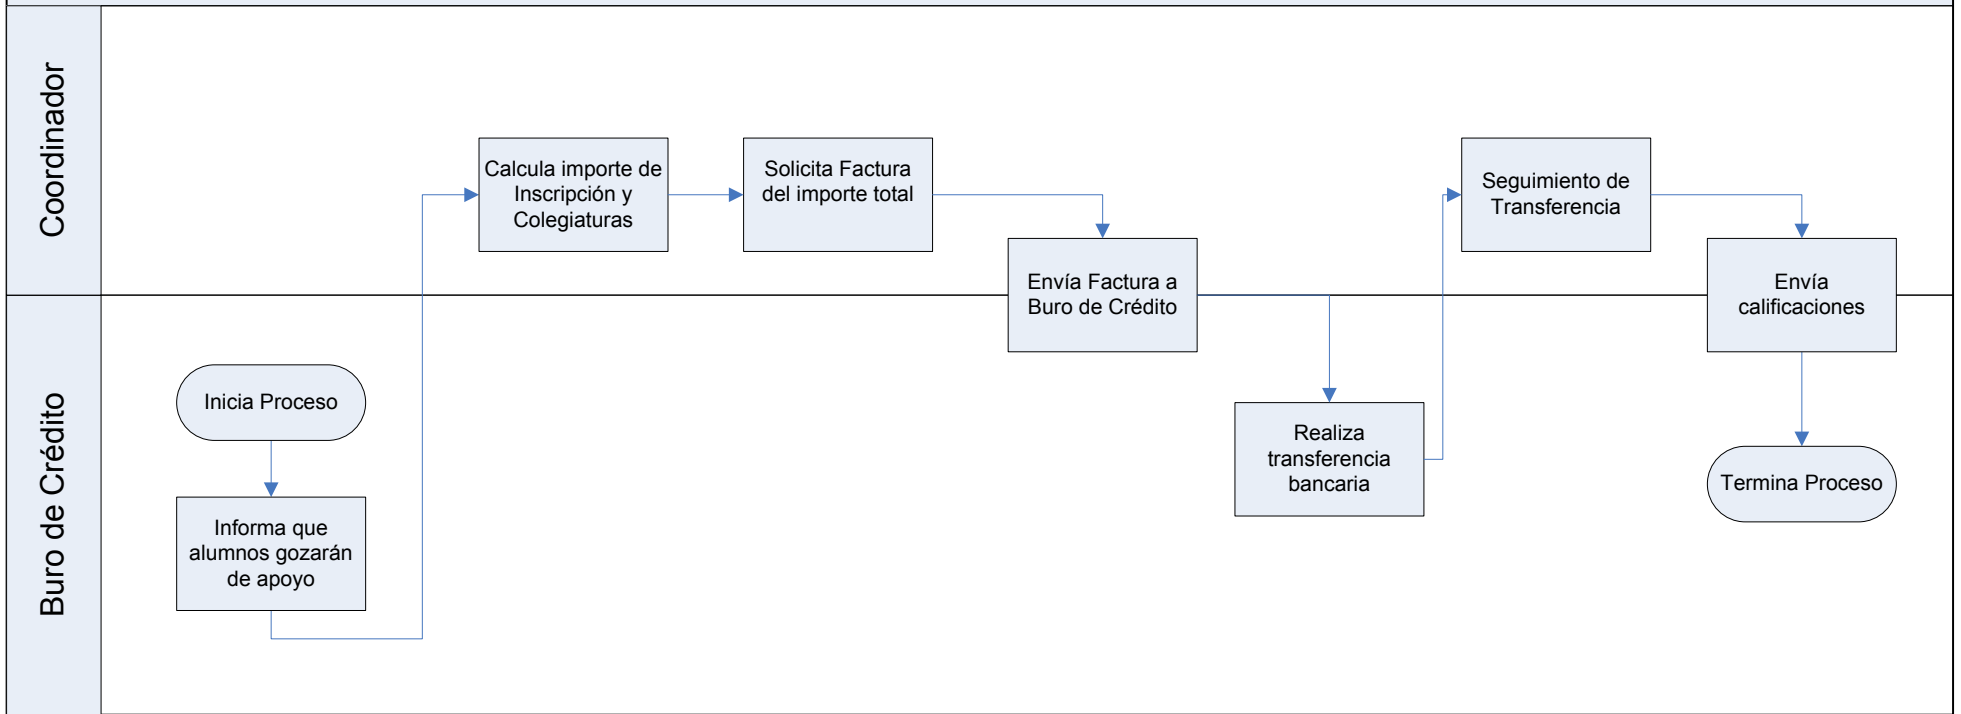 Coordinador
Calcula importe de
Inscripción y
Colegiaturas
Solicita Factura
del importe total
Envía Factura a
Buro de Crédito
Seguimiento de
Transferencia
Envía
calificaciones
Buro de Crédito
Inicia Proceso
Informa que
alumnos gozarán
de apoyo
Realiza
transferencia
bancaria
Termina Proceso